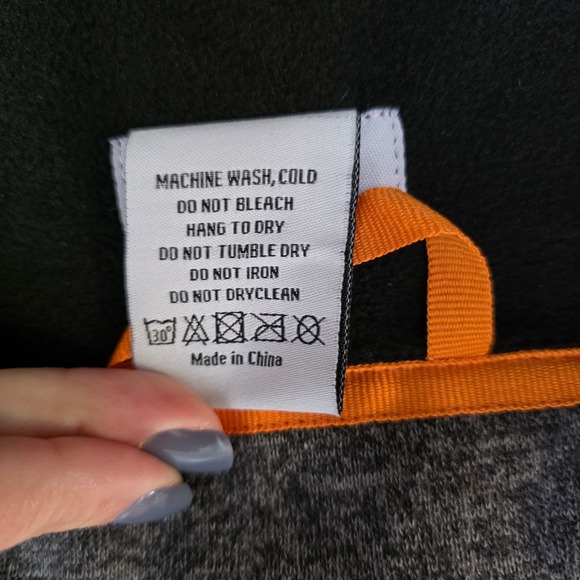 MACHINE WASH, COLD
DO NOT BLEACH
HANG TO DRY
DO NOT TUMBLE DRY
DO NOT IRON
DO NOT DRYCLEAN
30°
Made in China